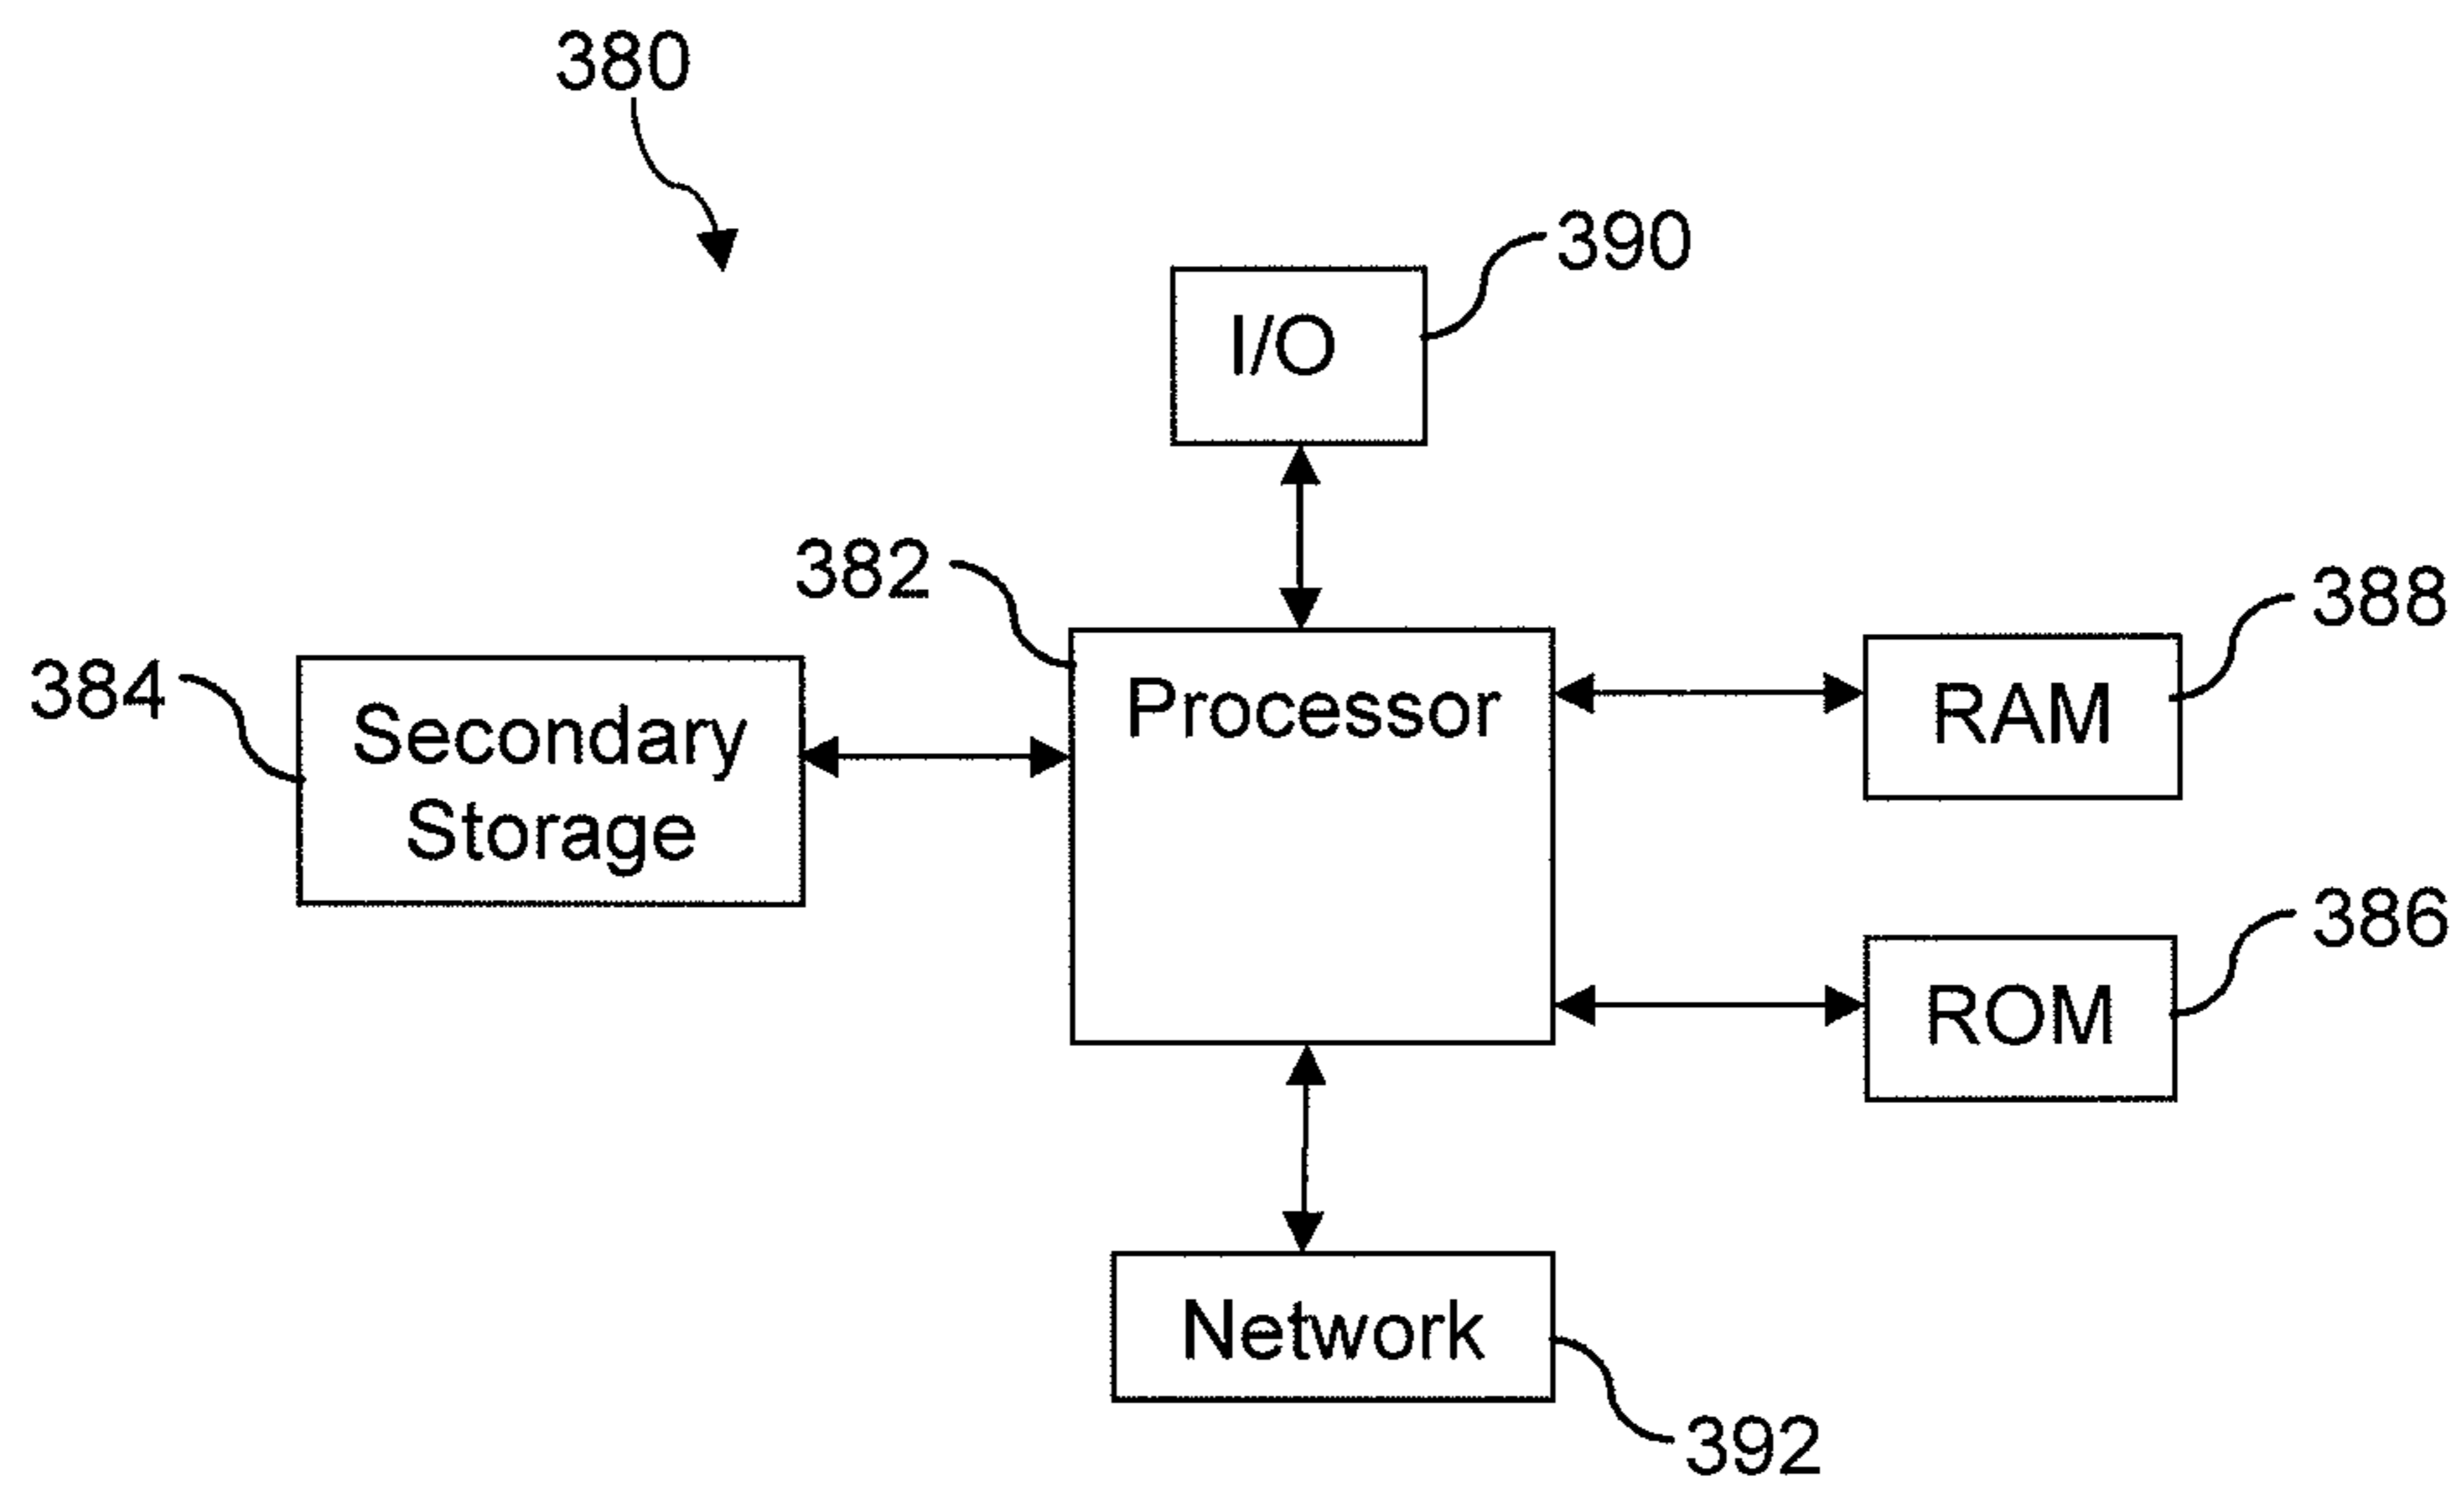 380
390
I/O
382
388
384
Processor
RAM
Secondary
Storage
386
ROM
Network
392